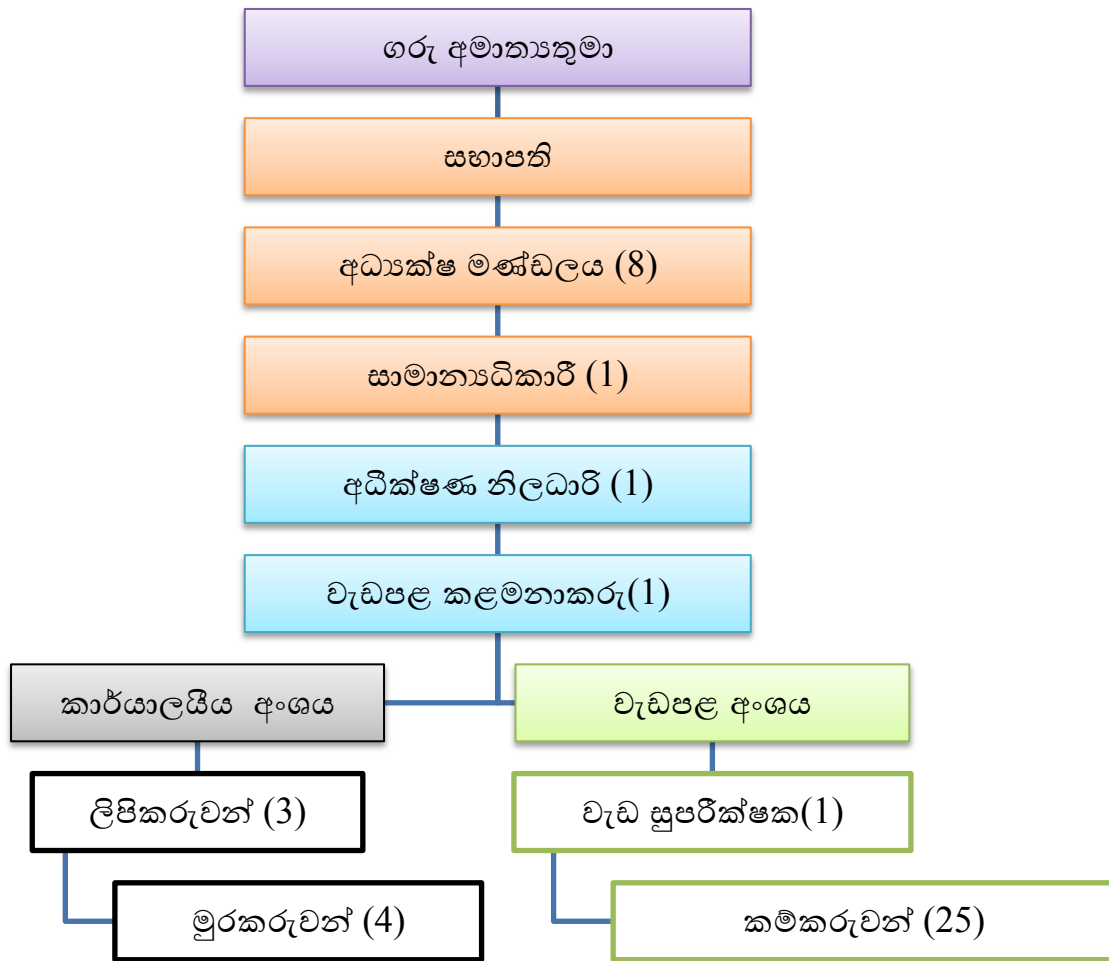 ගරු අමාත්‍යතුමා
සභාපති
අධ්‍යක්ෂ මණ්ඩලය (8)
සාමාන්‍යධිකාරී (1)
අධීක්ෂණ නිලධාරි (1)
වැඩපළ කළමනාකරු(1)
කාර්යාලයීය අංශය
වැඩපළ අංශය
ලිපිකරුවන් (3)
වැඩ සුපරීක්ෂක(1)
මුරකරුවන් (4)
කම්කරුවන් (25)